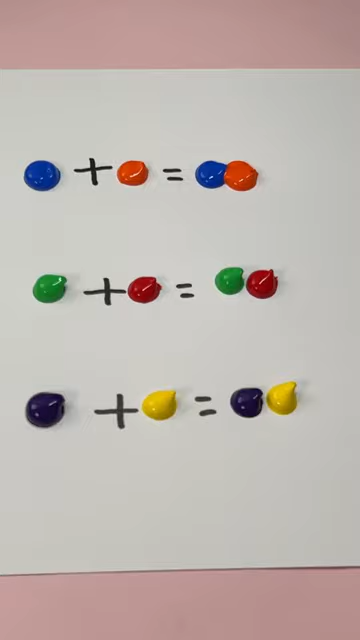 + =
+ =
+ =